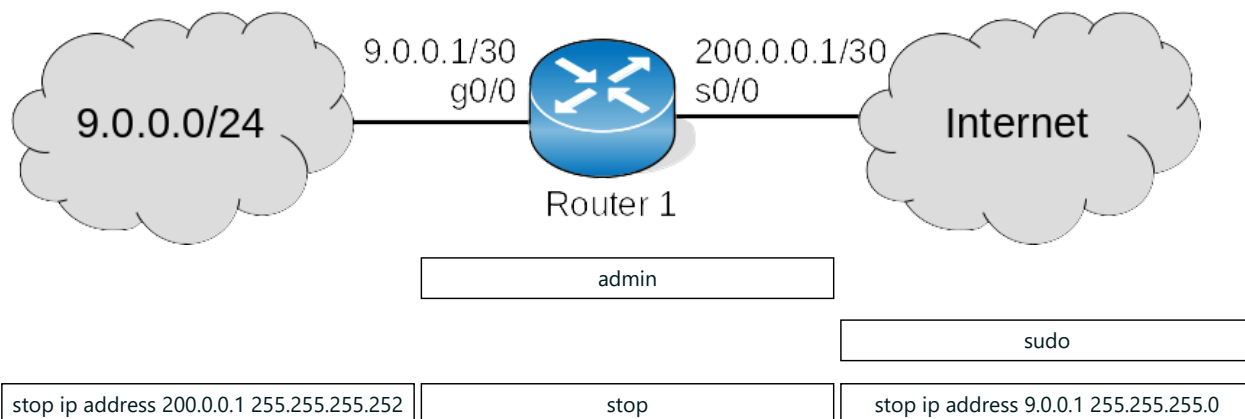 9.0.0.0/24
9.0.0.1/30
g0/0
200.0.0.1/30
s0/0
Internet
Router 1
admin
sudo
stop ip address 200.0.0.1 255.255.255.252
stop
stop ip address 9.0.0.1 255.255.255.0